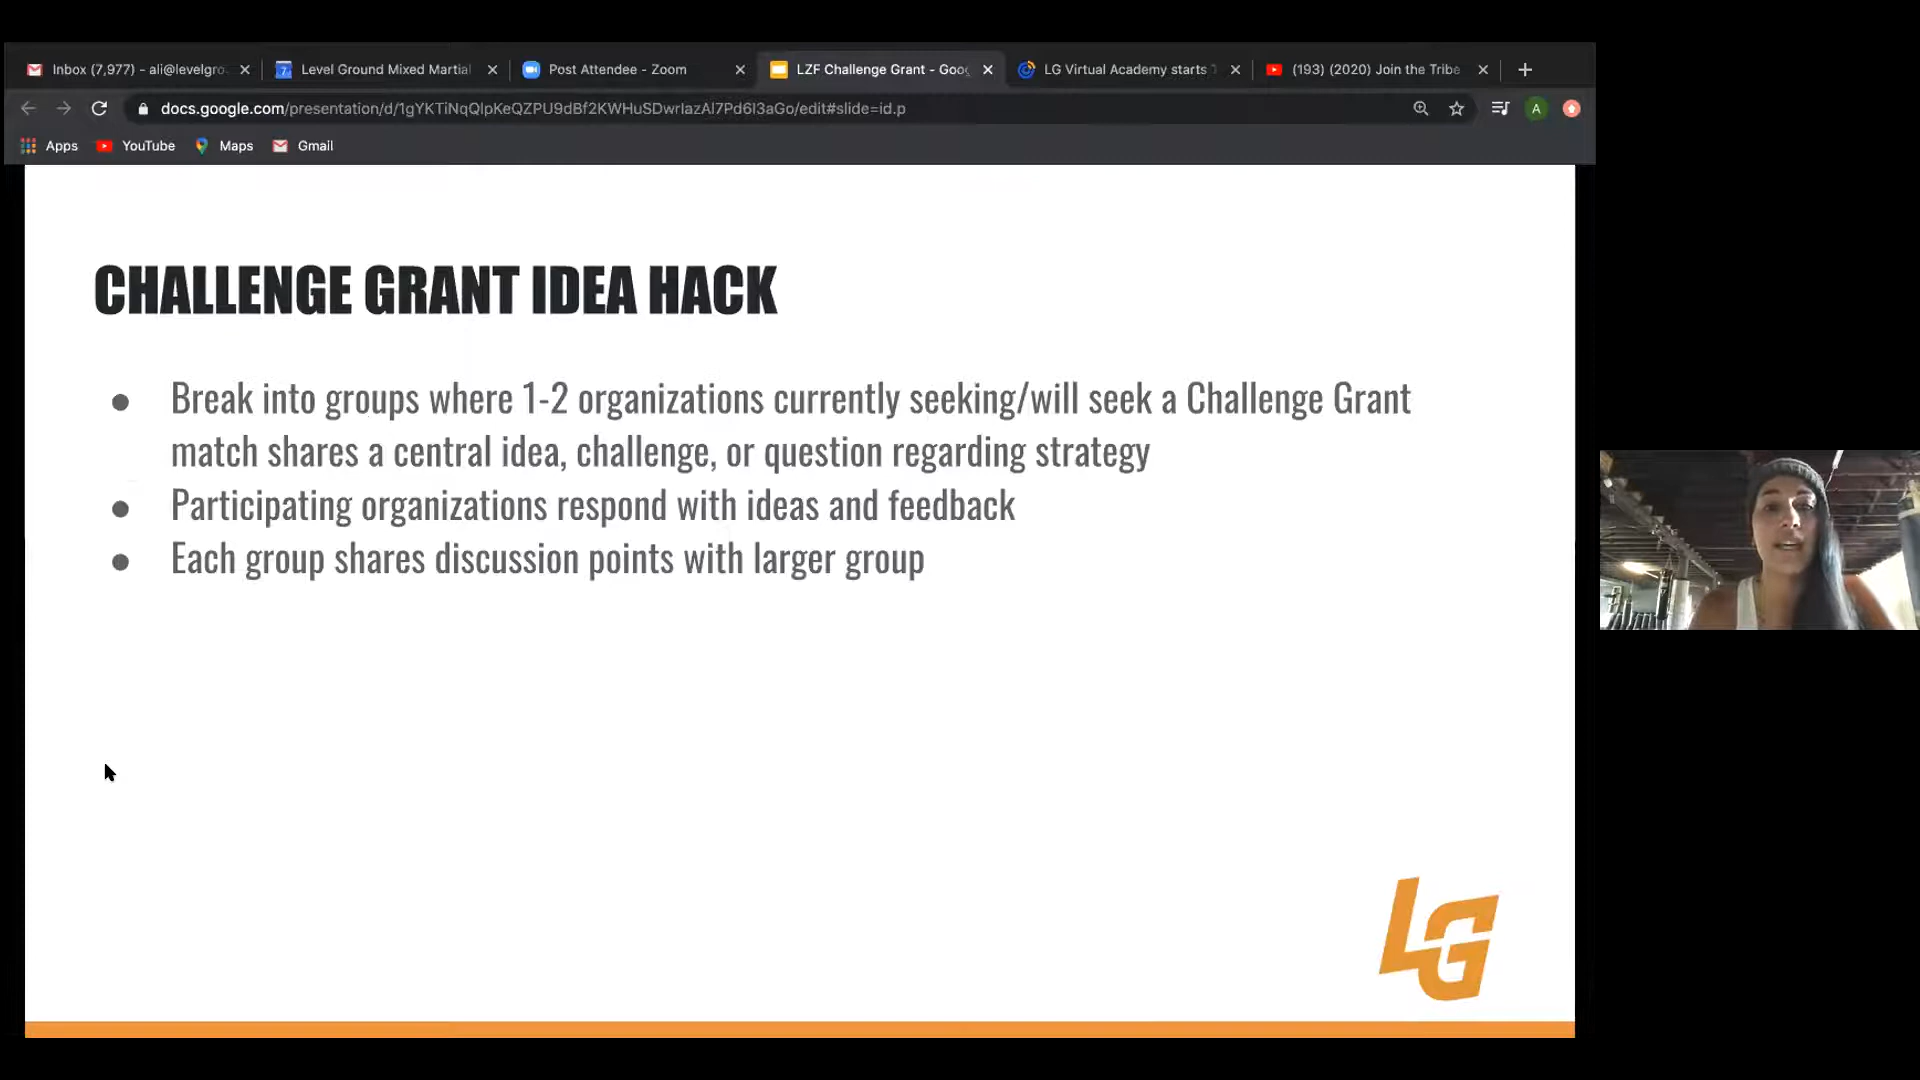 Inbox (7,977) - ali@levelgro
Level Ground Mixed Martial
Post Attendee - Zoom
LZF Challenge Grant - Goog
LG Virtual Academy starts
(193) (2020) Join the Tribe
docs.google.com/presentation/d/1gYKTiNqQlpKeQZPU9dBf2KWHuSDwrIazAl7Pd6I3aGo/edit#slide=id.p
A
Apps
YouTube
Maps
Gmail
CHALLENGE GRANT IDEA HACK
● Break into groups where 1-2 organizations currently seeking/will seek a Challenge Grant
match shares a central idea, challenge, or question regarding strategy
● Participating organizations respond with ideas and feedback
● Each group shares discussion points with larger group
LG